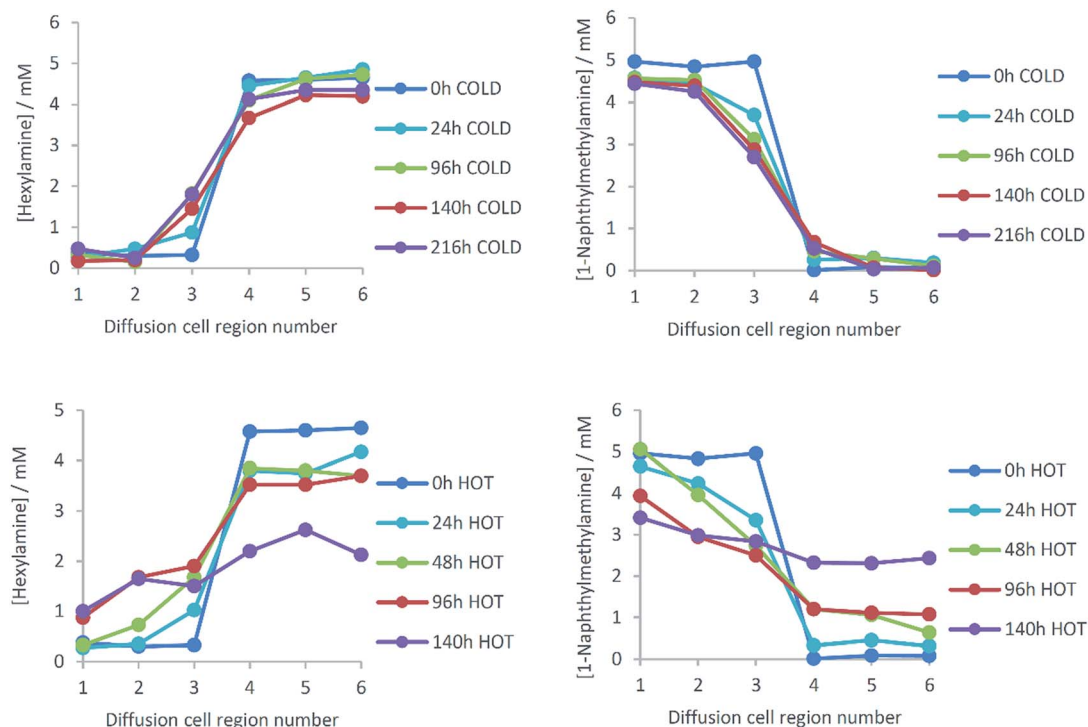 [Hexylamine] / mM
6
5
4
3
2
1
0
1 2 3 4 5 6
Diffusion cell region number
0h COLD
24h COLD
96h COLD
140h COLD
216h COLD
[1-Naphthylmethylamine] / mM
6
5
4
3
2
1
0
1 2 3 4 5 6
Diffusion cell region number
0h COLD
24h COLD
96h COLD
140h COLD
216h COLD
[Hexylamine] / mM
5
4
3
2
1
0
1 2 3 4 5 6
Diffusion cell region number
0h HOT
24h HOT
48h HOT
96h HOT
140h HOT
[1-Naphthylmethylamine] / mM
6
5
4
3
2
1
0
1 2 3 4 5 6
Diffusion cell region number
0h HOT
24h HOT
48h HOT
96h HOT
140h HOT